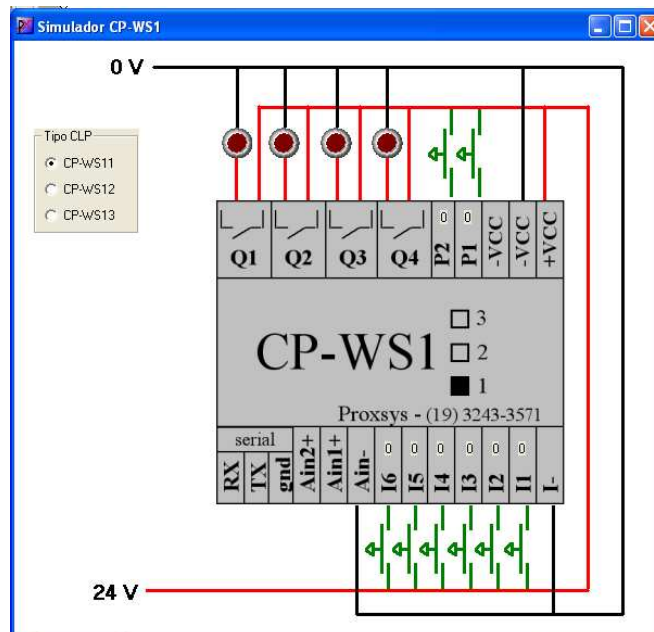 Simulador CP-WS1
0 V
Tipo CLP
CP-WS11
CP-WS12
CP-WS13
0 0
Q1 Q2 Q3 Q4 P2 P1 -VCC -VCC +VCC
3
CP-WS1 2
1
Proxsys - (19) 3243-3571
serial
0 0 0 0 0 0
RX TX gnd Ain2+ Ain1+ Ain- I6 I5 I4 I3 I2 I1 I-
24 V